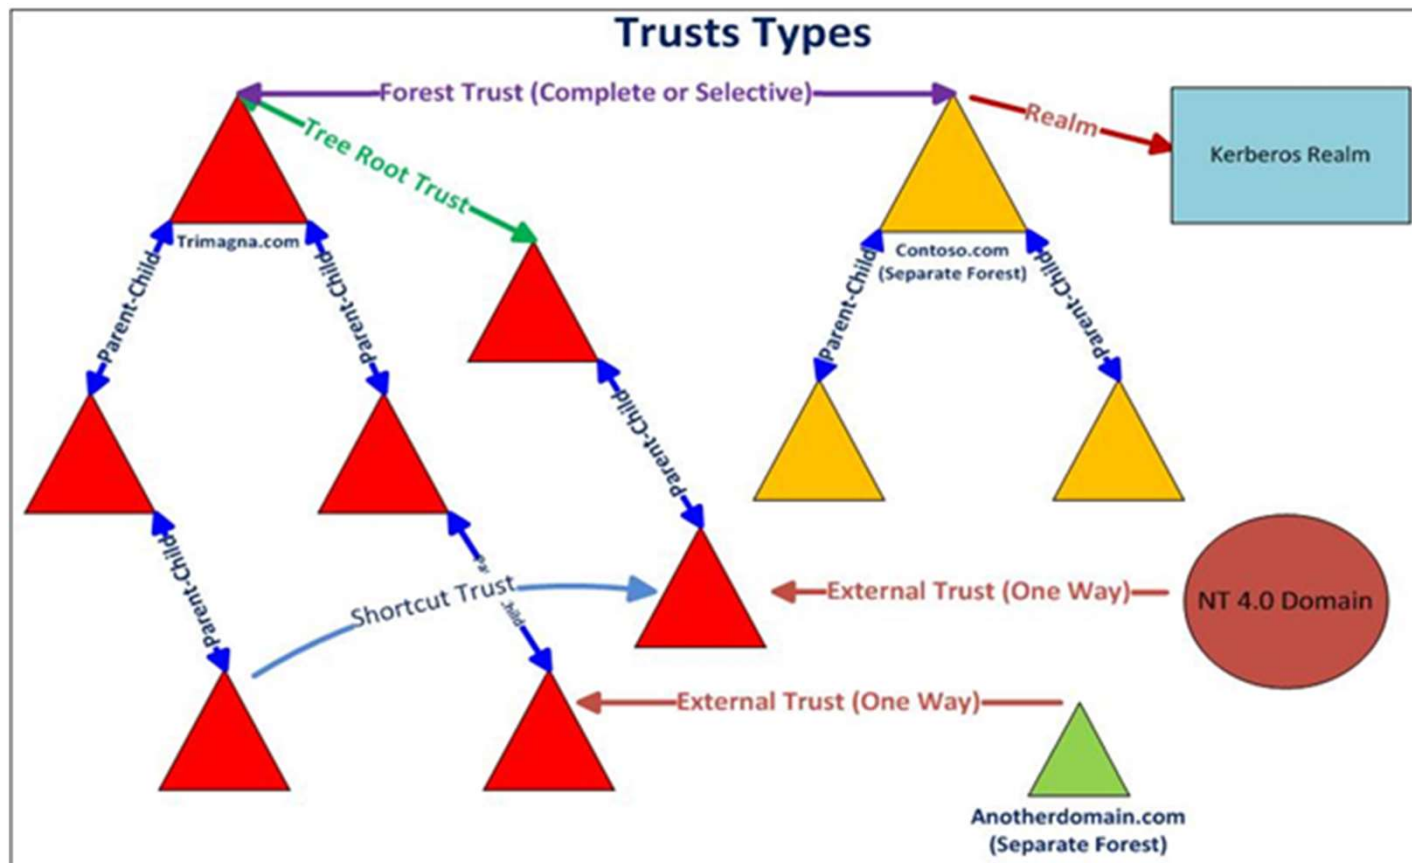 Trusts Types
Forest Trust (Complete or Selective)
Realm
Kerberos Realm
Tree Root Trust
Trimagna.com
Contoso.com
(Separate Forest)
Parent-Child
Parent-Child
Parent-Child
Parent-Child
Parent-Child
Parent-Child
Shortcut Trust
External Trust (One Way)
NT 4.0 Domain
External Trust (One Way)
Anotherdomain.com
(Separate Forest)